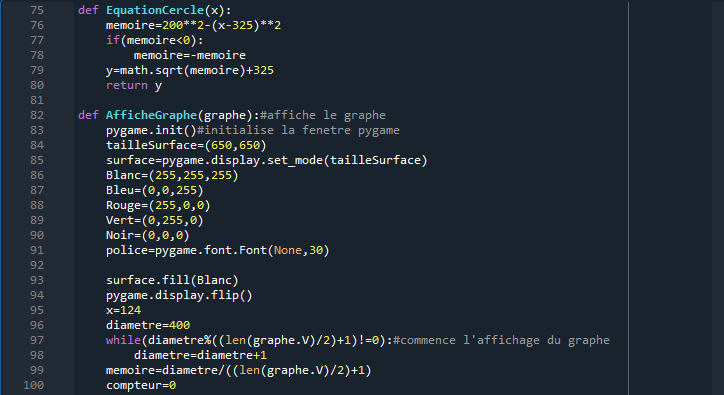 75 def EquationCercle(x):
76 memoire=200**2-(x-325)**2
77 if(memoire<0):
78 memoire=-memoire
79 y=math.sqrt(memoire)+325
80 return y
81
82 def AfficheGraphe(graphe):#affiche le graphe
83 pygame.init()#initialise la fenetre pygame
84 tailleSurface=(650,650)
85 surface=pygame.display.set_mode(tailleSurface)
86 Blanc=(255,255,255)
87 Bleu=(0,0,255)
88 Rouge=(255,0,0)
89 Vert=(0,255,0)
90 Noir=(0,0,0)
91 police=pygame.font.Font(None,30)
92
93 surface.fill(Blanc)
94 pygame.display.flip()
95 x=124
96 diametre=400
97 while(diametre%((len(graphe.V)/2)+1)!=0):#commence l'affichage du graphe
98 diametre=diametre+1
99 memoire=diametre/((len(graphe.V)/2)+1)
100 compteur=0